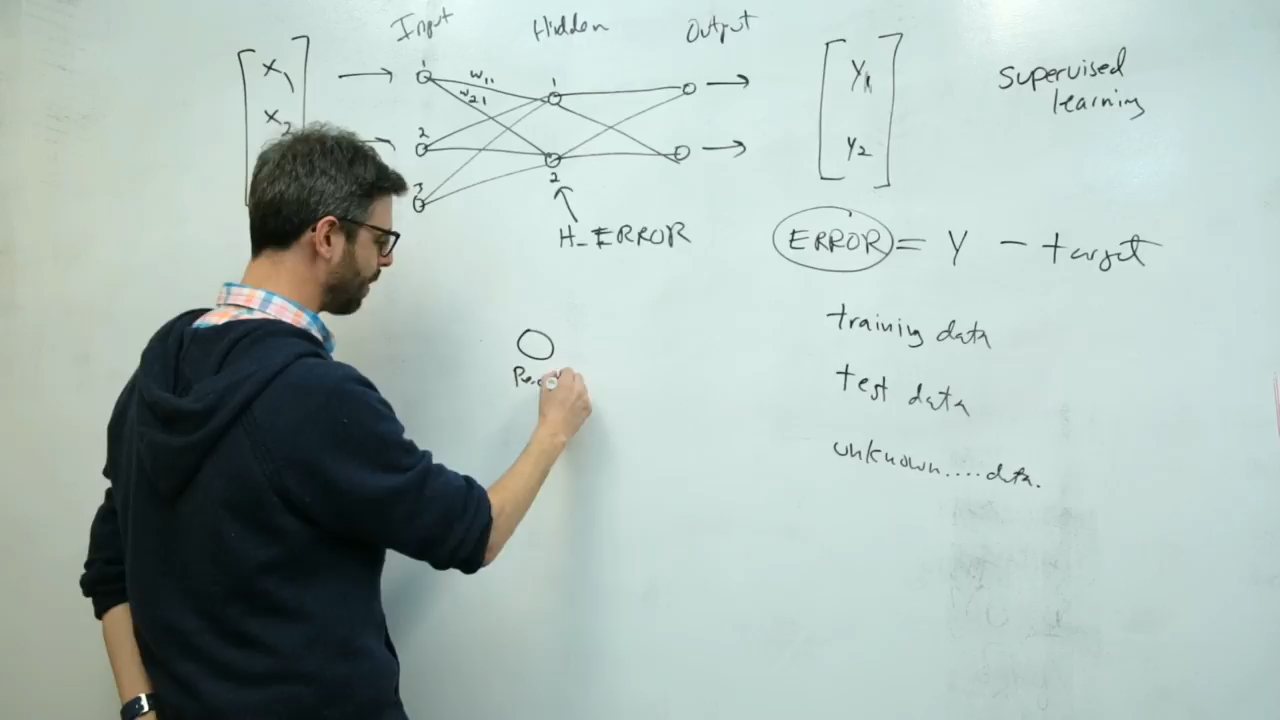 Input Hidden Output
x1
x2
1
2
3
w11
w21
1
2
H_ERROR
y1
y2
Supervised
learning
ERROR = Y - target
training data
test data
unknown....data.